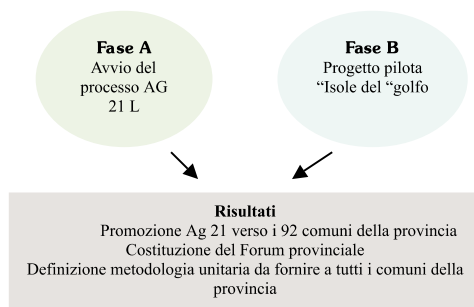 Fase A
Avvio del
processo AG
21 L
Fase B
Progetto pilota
“Isole del “golfo
Risultati
Promozione Ag 21 verso i 92 comuni della provincia
Costituzione del Forum provinciale
Definizione metodologia unitaria da fornire a tutti i comuni della
provincia